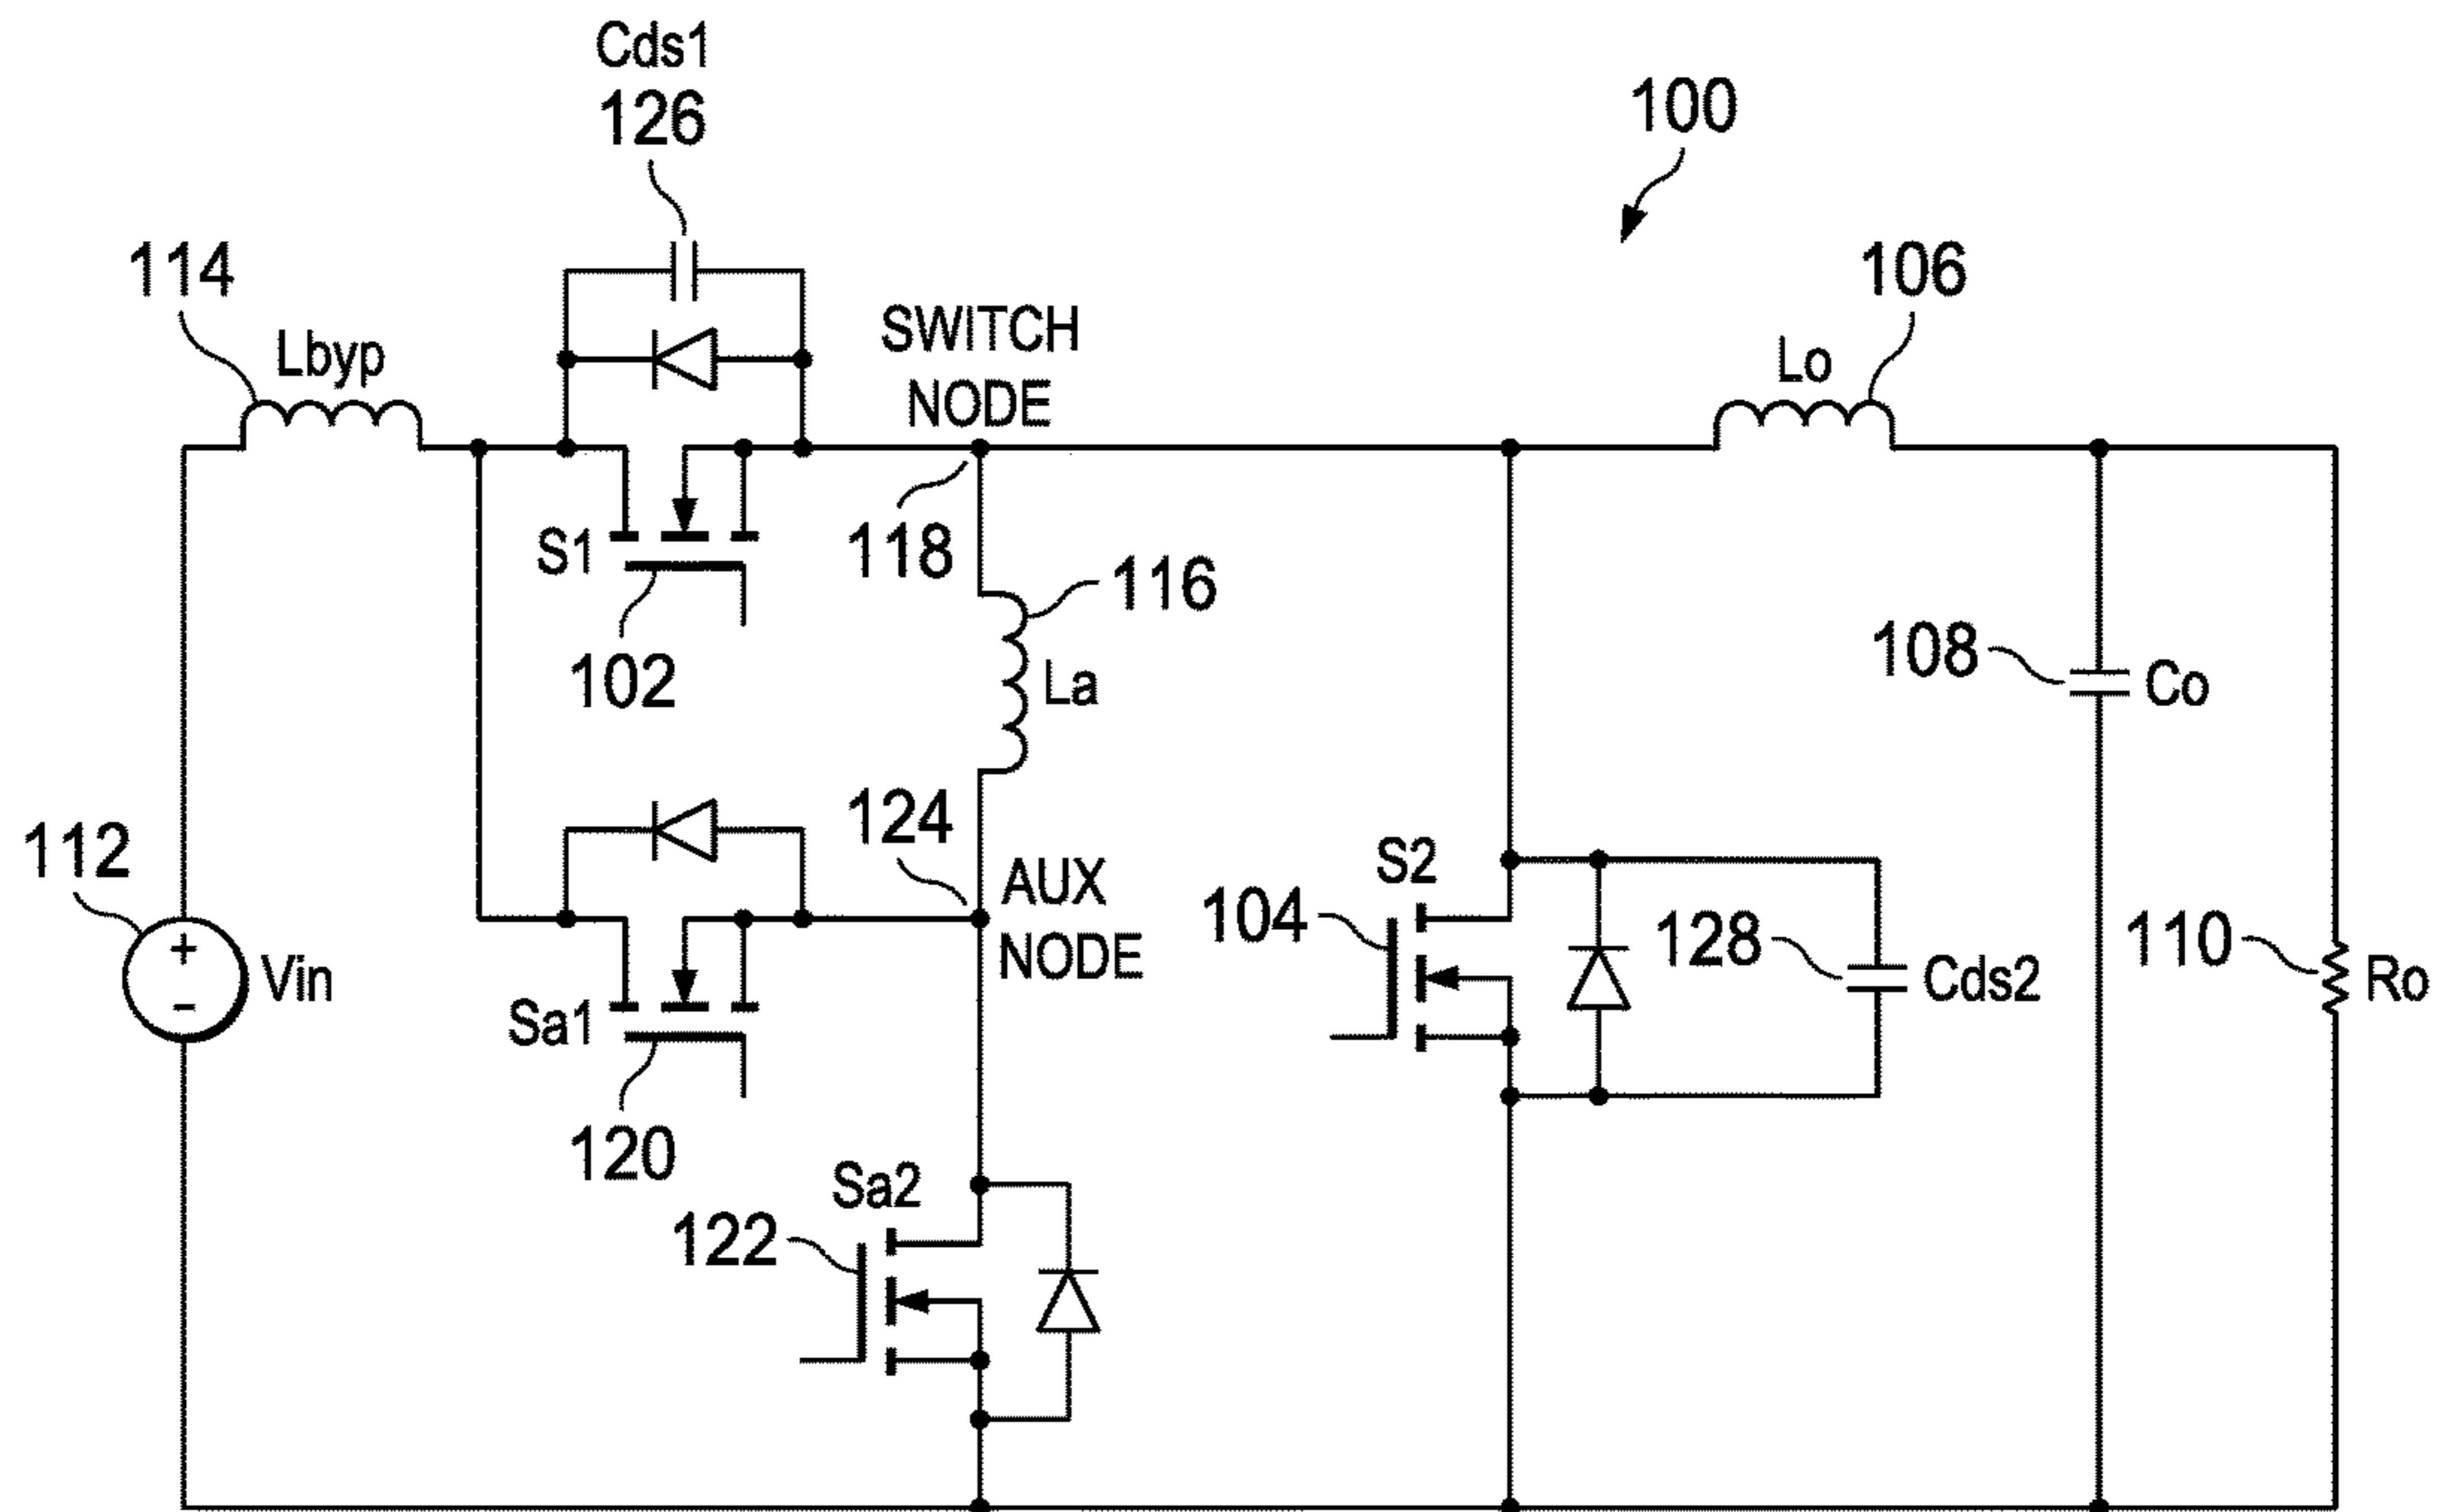 Cds1
126
100
114
Lbyp
SWITCH
NODE
106
Lo
S1
118
116
102
La
108
Co
112
Vin
124
AUX
NODE
S2
104
128
Cds2
110
Ro
Sa1
120
Sa2
122
+
-